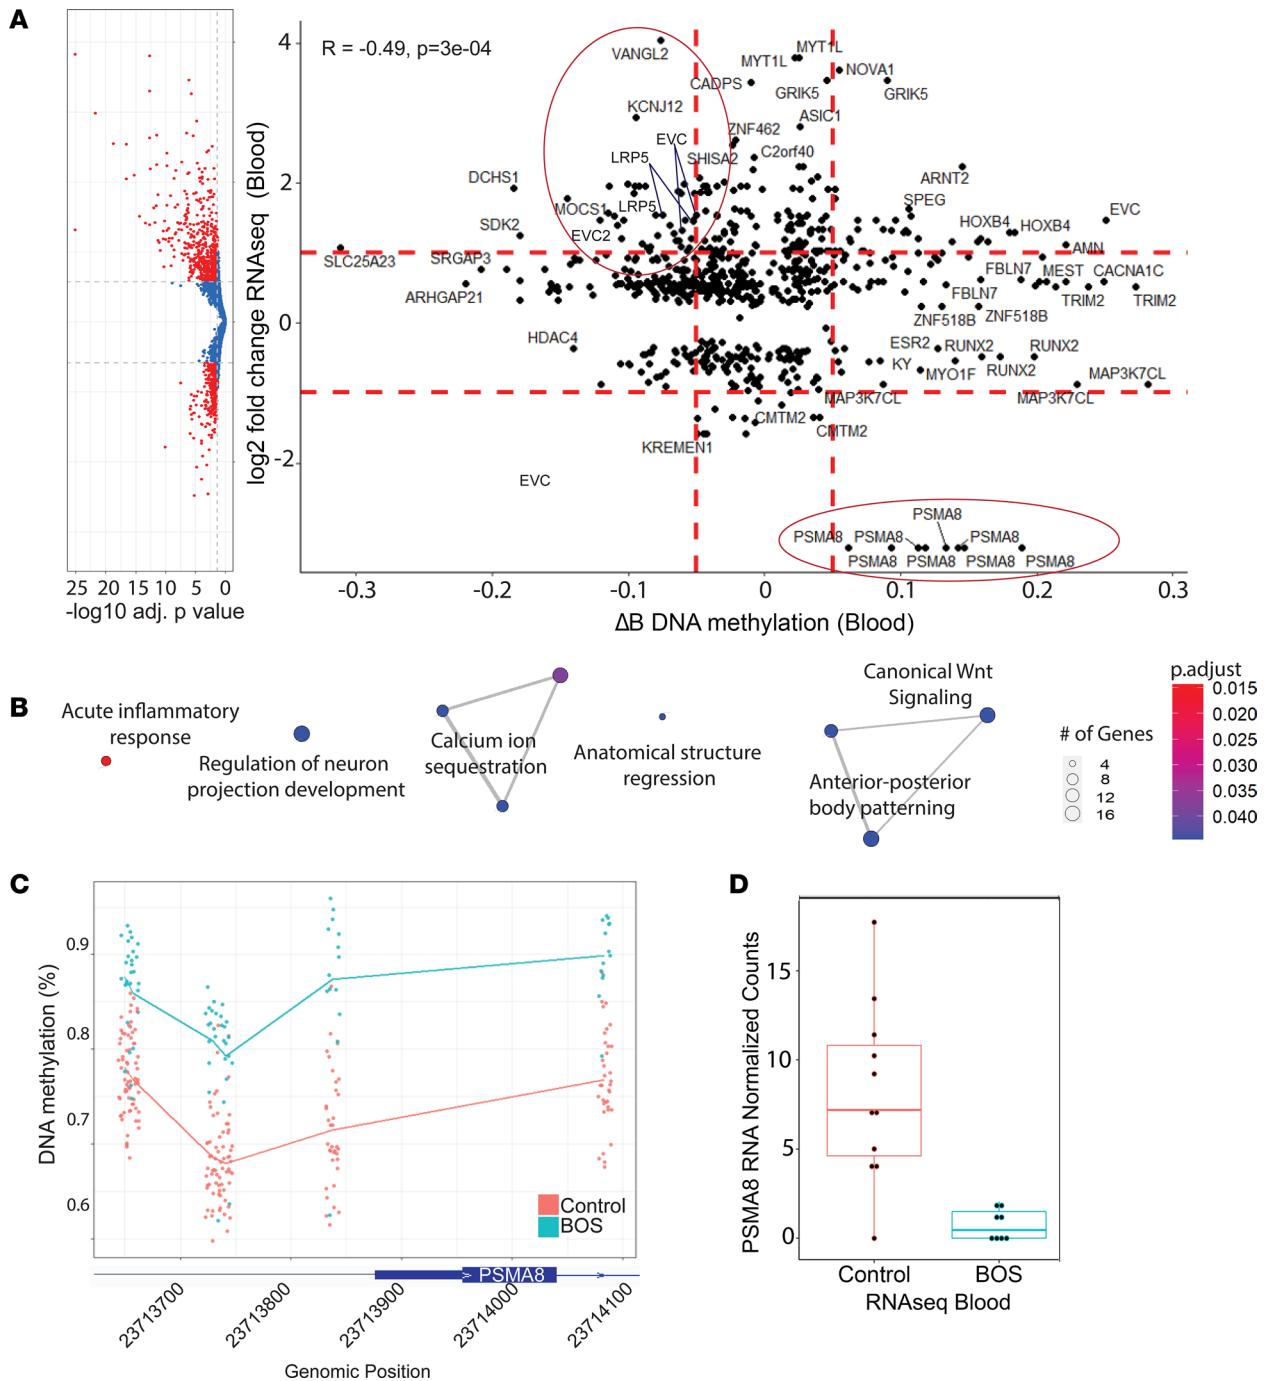 A
R = -0.49, p=3e-04
log2 fold change RNAseq (Blood)
4
2
0
-2
VANGL2
MYT1L
MYT1L
NOVA1
CADPS
GRIK5
GRIK5
KCNJ12
ASIC1
EVC
ZNF462
LRP5
SHISA2
C2orf40
DCHS1
ARNT2
MOCS1
LRP5
SPEG
EVC
SDK2
EVC2
HOXB4
HOXB4
AMN
SLC25A23
SRGAP3
FBLN7
MEST
CACNA1C
ARHGAP21
FBLN7
TRIM2
TRIM2
ZNF518B
ZNF518B
HDAC4
ESR2
RUNX2
RUNX2
KY
MYO1F
RUNX2
MAP3K7CL
MAP3K7CL
MAP3K7CL
CMTM2
CMTM2
KREMEN1
EVC
PSMA8
PSMA8
PSMA8
PSMA8
PSMA8
PSMA8
PSMA8
PSMA8
25 20 15 10 5 0
-log10 adj. p value
-0.3 -0.2 -0.1 0 0.1 0.2 0.3
ΔB DNA methylation (Blood)
B
Acute inflammatory
response
Regulation of neuron
projection development
Calcium ion
sequestration
Anatomical structure
regression
Canonical Wnt
Signaling
Anterior-posterior
body patterning
# of Genes
4
8
12
16
p.adjust
0.015
0.020
0.025
0.030
0.035
0.040
C
DNA methylation (%)
0.9
0.8
0.7
0.6
Control
BOS
PSMA8
23713700
23713800
23713900
23714000
23714100
Genomic Position
D
PSMA8 RNA Normalized Counts
15
10
5
0
Control
BOS
RNAseq Blood